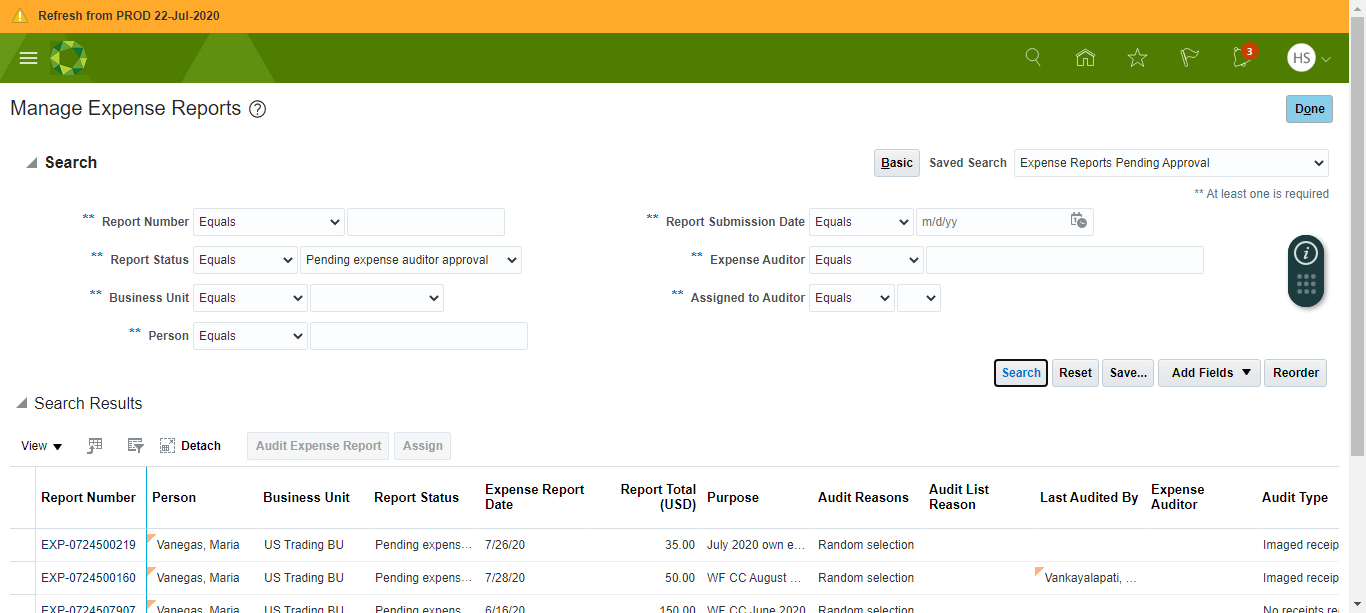 Refresh from PROD 22-Jul-2020
3
HS
Manage Expense Reports ?
Done
Search
Basic Saved Search Expense Reports Pending Approval
** At least one is required
** Report Number Equals
** Report Submission Date Equals m/d/yy
** Report Status Equals Pending expense auditor approval
** Expense Auditor Equals
** Business Unit Equals
** Assigned to Auditor Equals
** Person Equals
Search Reset Save... Add Fields Reorder
Search Results
View Detach Audit Expense Report Assign
Report Number Person Business Unit Report Status Expense Report Date Report Total (USD) Purpose Audit Reasons Audit List Reason Last Audited By Expense Auditor Audit Type
EXP-0724500219 Vanegas, Maria US Trading BU Pending expens... 7/26/20 35.00 July 2020 own e... Random selection Imaged receip
EXP-0724500160 Vanegas, Maria US Trading BU Pending expens... 7/28/20 50.00 WF CC August ... Random selection Vankayalapati, ... Imaged receip
EXP-0724507907 Vanegas, Maria US Trading BU Pending expens... 6/16/20 150.00 WF CC June 2020 Random selection No receipts re